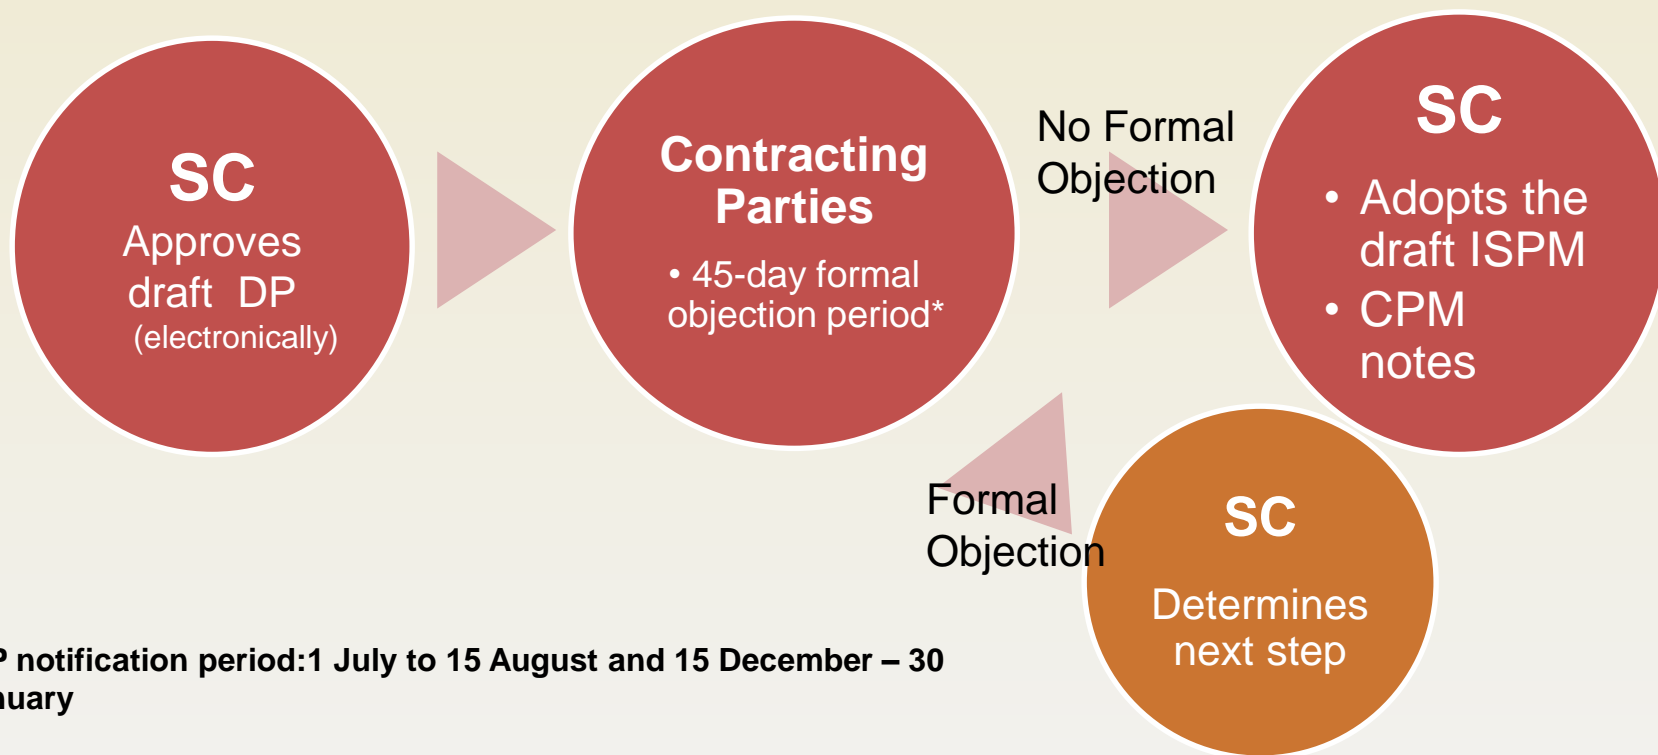 SC
Approves
draft DP
(electronically)
Contracting
Parties
• 45-day formal
objection period*
No Formal
Objection
SC
• Adopts the
draft ISPM
• CPM
notes
Formal
Objection
SC
Determines
next step
notification period:1 July to 15 August and 15 December – 30